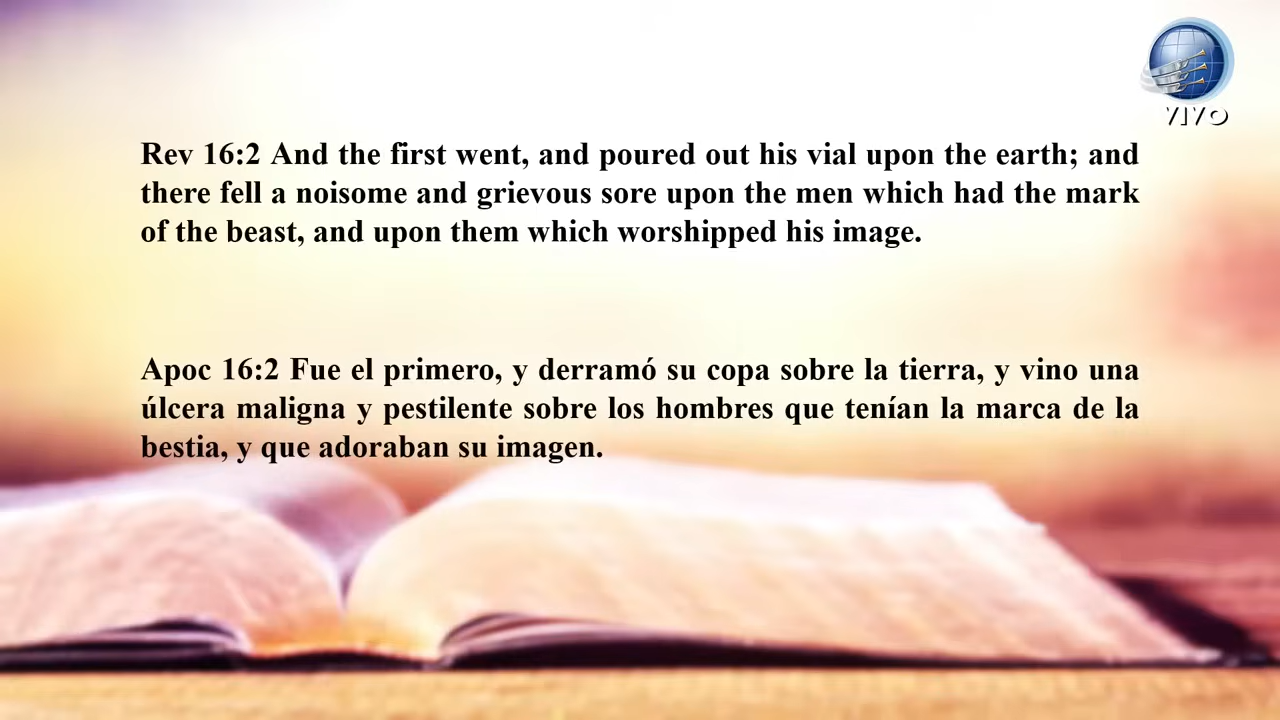 VIVO
Rev 16:2 And the first went, and poured out his vial upon the earth; and
there fell a noisome and grievous sore upon the men which had the mark
of the beast, and upon them which worshipped his image.
Apoc 16:2 Fue el primero, y derramó su copa sobre la tierra, y vino una
úlcera maligna y pestilente sobre los hombres que tenían la marca de la
bestia, y que adoraban su imagen.